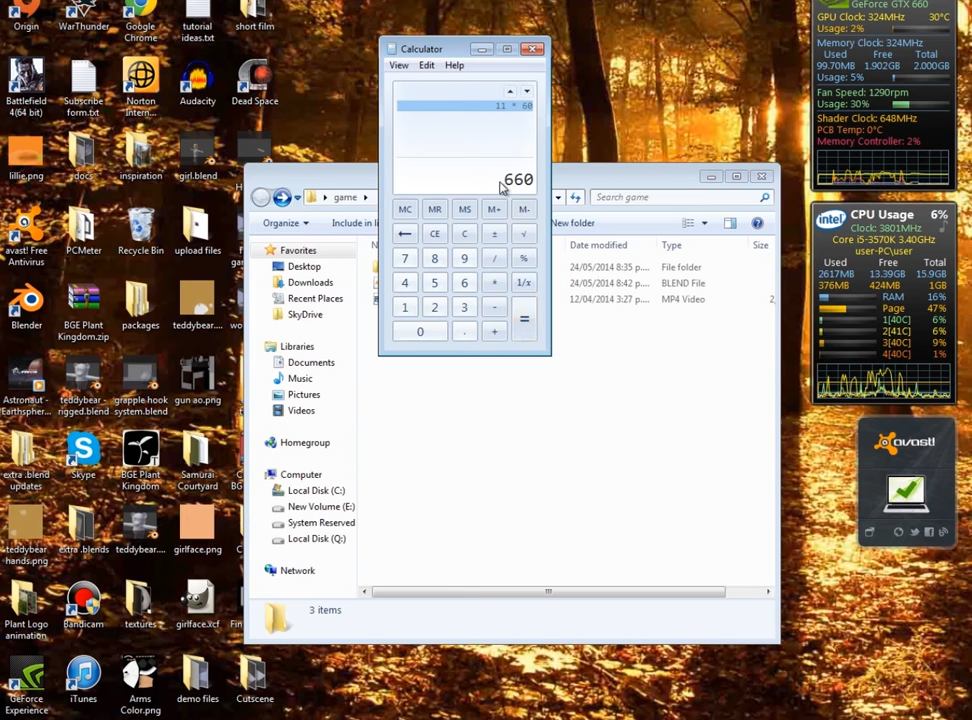 Origin
WarThunder
Google
Chrome
tutorial
ideas.txt
short film
Battlefield
4(64 bit)
Subscribe
form.txt
Norton
Intern...
Audacity
Dead Space
lillie.png
docs
inspiration
girl.blend
avast! Free
Antivirus
PCMeter
Recycle Bin
upload files
Blender
BGE Plant
Kingdom.zip
packages
teddybear....
Astronaut -
Earthspher...
teddybear -
rigged.blend
grapple hook
system.blend
gun ao.png
extra .blend
updates
Skype
BGE Plant
Kingdom
Samurai
Courtyard
teddybear
hands.png
extra .blends
teddybear....
girlface.png
Plant Logo
animation
Bandicam
textures
girlface.xcf
GeForce
Experience
iTunes
Arms
Color.png
demo files
Cutscene
Calculator
View Edit Help
11 * 60
660
MC MR MS M+ M-
← CE C ± √
7 8 9 / %
4 5 6 * 1/x
1 2 3 - =
0 . +
game
Search game
Organize
Include in li
New folder
Date modified Type Size
24/05/2014 8:35 p.... File folder
24/05/2014 8:42 p.... BLEND File
12/04/2014 3:27 p.... MP4 Video
Favorites
Desktop
Downloads
Recent Places
SkyDrive
Libraries
Documents
Music
Pictures
Videos
Homegroup
Computer
Local Disk (C:)
New Volume (E:)
System Reserved
Local Disk (Q:)
Network
3 items
GeForce GTX 660
GPU Clock: 324MHz 30°C
Usage: 2%
Memory Clock: 324MHz
Used Free Total
99.70MB 1.902GB 2.000GB
Usage: 5%
Fan Speed: 1290rpm
Usage: 30%
Shader Clock: 648MHz
PCB Temp: 0°C
Memory Controller: 2%
intel
CPU Usage 6%
Clock: 3801MHz
Core i5-3570K 3.40GHz
user-PC\user
Used Free Total
2617MB 13.39GB 15.9GB
376MB 424MB 1GB
RAM 16%
Page 47%
1[40C] 6%
2[41C] 6%
3[40C] 9%
4[40C] 1%
avast!